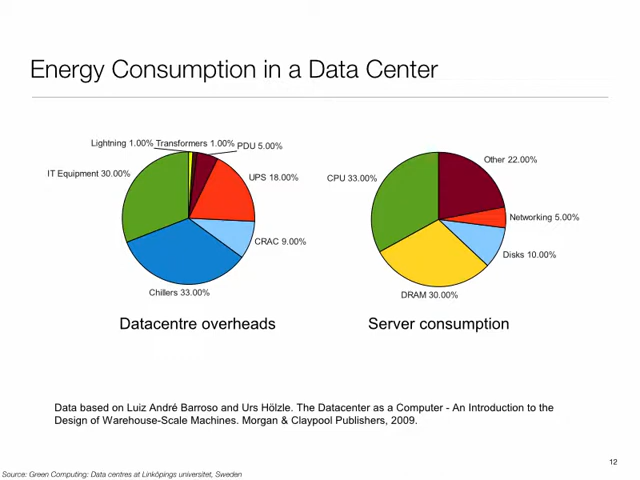 Energy Consumption in a Data Center
Lightning 1.00% Transformers 1.00% PDU 5.00%
IT Equipment 30.00%
UPS 18.00%
CRAC 9.00%
Chillers 33.00%
Datacentre overheads
Other 22.00%
CPU 33.00%
Networking 5.00%
Disks 10.00%
DRAM 30.00%
Server consumption
Data based on Luiz André Barroso and Urs Hölzle. The Datacenter as a Computer - An Introduction to the
Design of Warehouse-Scale Machines. Morgan & Claypool Publishers, 2009.
12
Source: Green Computing: Data centres at Linköpings universitet, Sweden